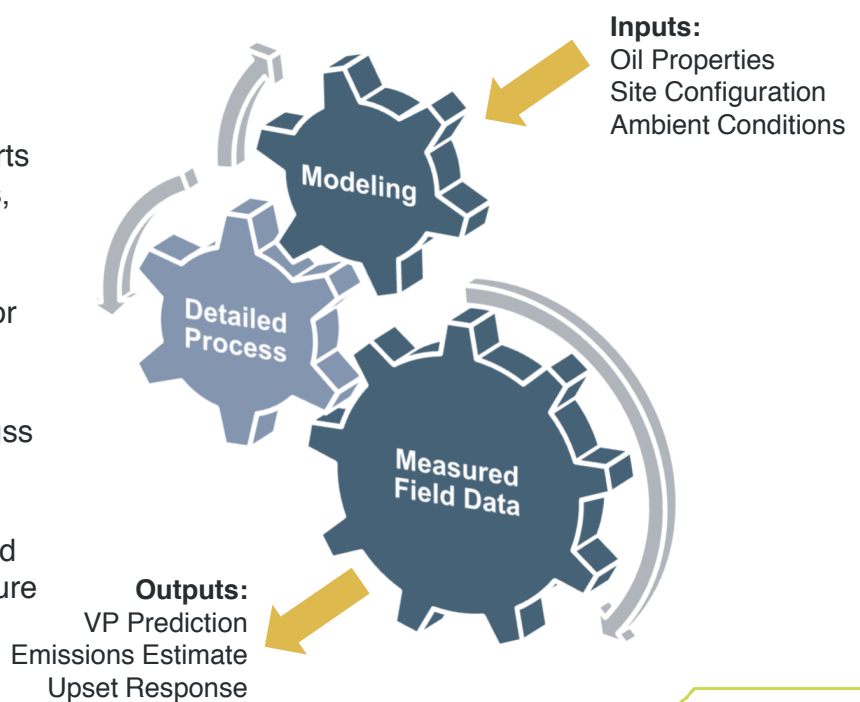 Inputs:
Oil Properties
Site Configuration
Ambient Conditions
Modeling
Detailed
Process
Measured
Field Data
Outputs:
VP Prediction
Emissions Estimate
Upset Response